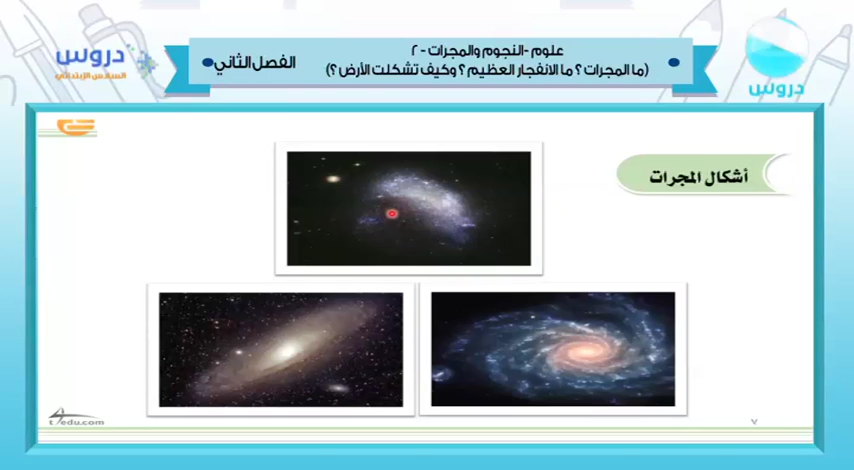 علوم -النجوم والمجرات - ٢
(ما المجرات ؟ ما الانفجار العظيم ؟ وكيف تشكلت الأرض ؟)
الفصل الثاني
دروس
السادس الإبتدائي
دروس
أشكال المجرات
t4edu.com
٧